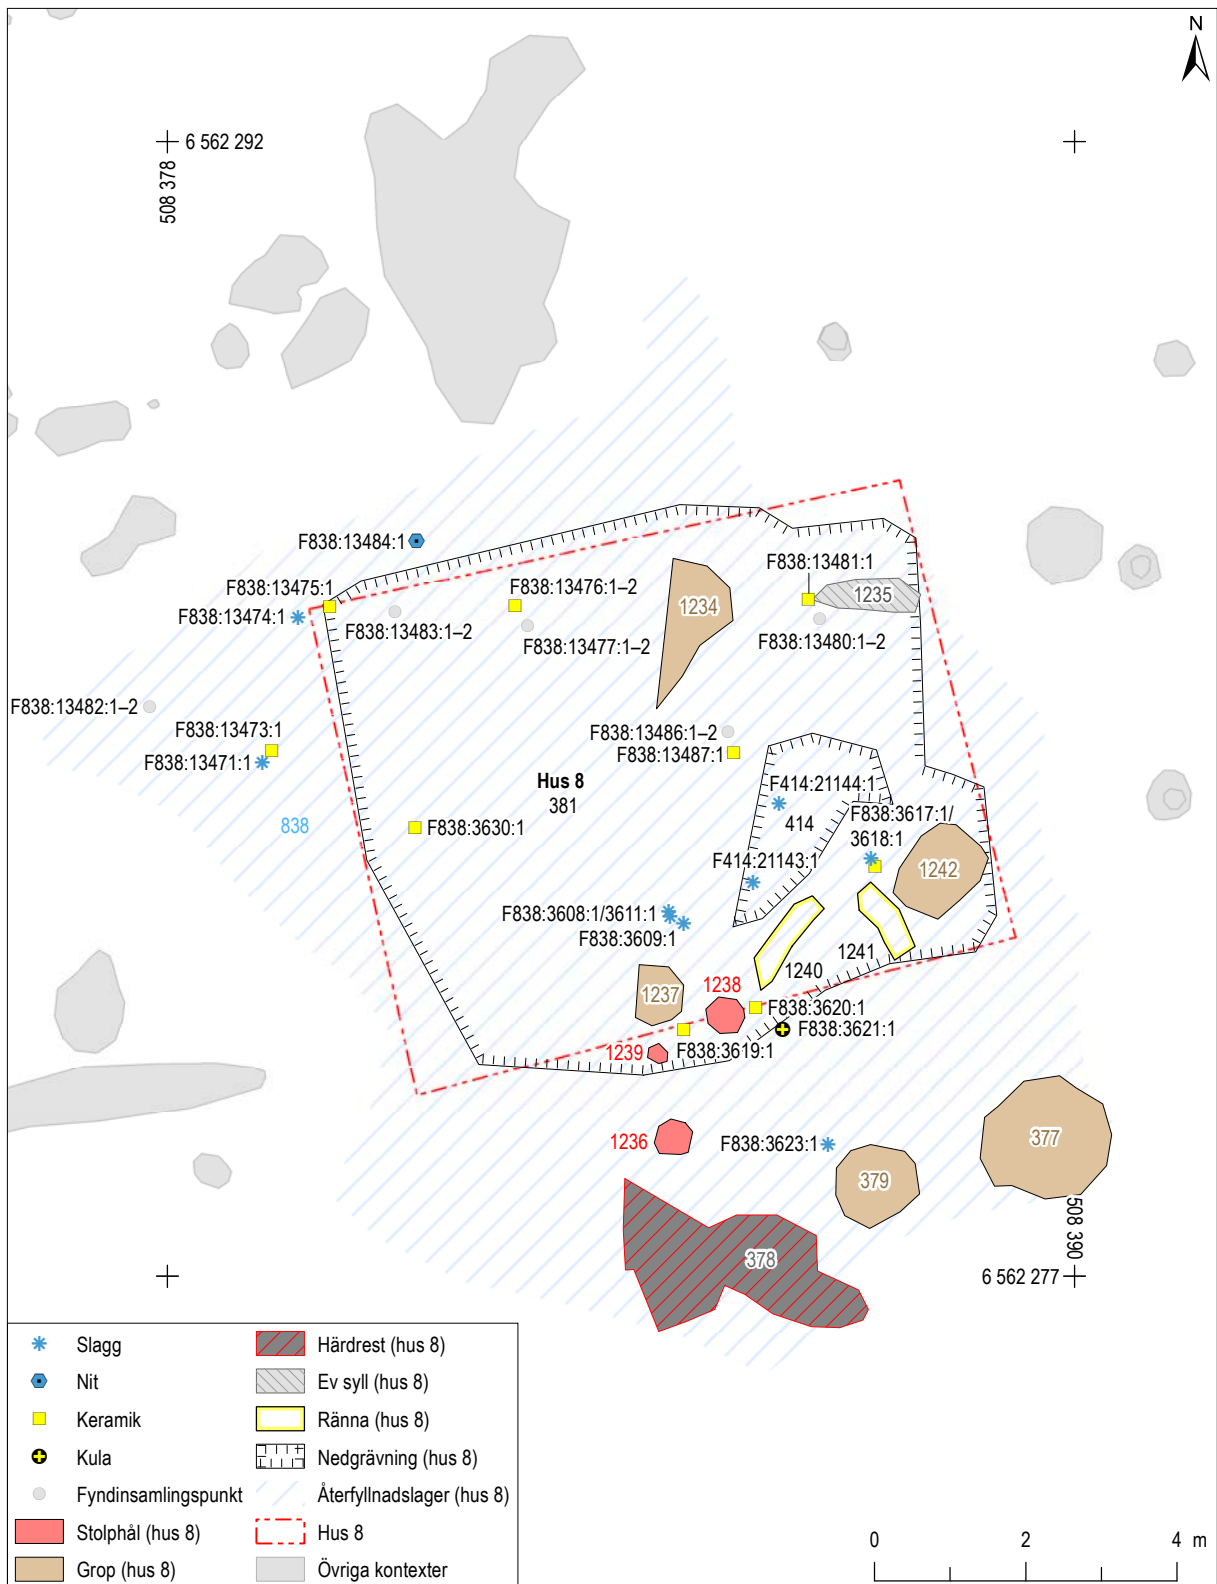 N
6 562 292
508 378
F838:13484:1
F838:13481:1
F838:13475:1
F838:13476:1–2
1235
1234
F838:13474:1
F838:13483:1–2
F838:13477:1–2
F838:13480:1–2
F838:13482:1–2
F838:13473:1
F838:13486:1–2
F838:13487:1
F838:13471:1
Hus 8
381
F414:21144:1
838
F838:3630:1
414
F838:3617:1/
3618:1
F414:21143:1
1242
F838:3608:1/3611:1
F838:3609:1
1241
1240
1238
1237
F838:3620:1
F838:3621:1
1239
F838:3619:1
1236
F838:3623:1
377
379
508 390
378
6 562 277
Slagg
Nit
Keramik
Kula
Fyndinsamlingspunkt
Stolphål (hus 8)
Grop (hus 8)
Härdrest (hus 8)
Ev syll (hus 8)
Ränna (hus 8)
Nedgrävning (hus 8)
Återfyllnadslager (hus 8)
Hus 8
Övriga kontexter
0 2 4 m